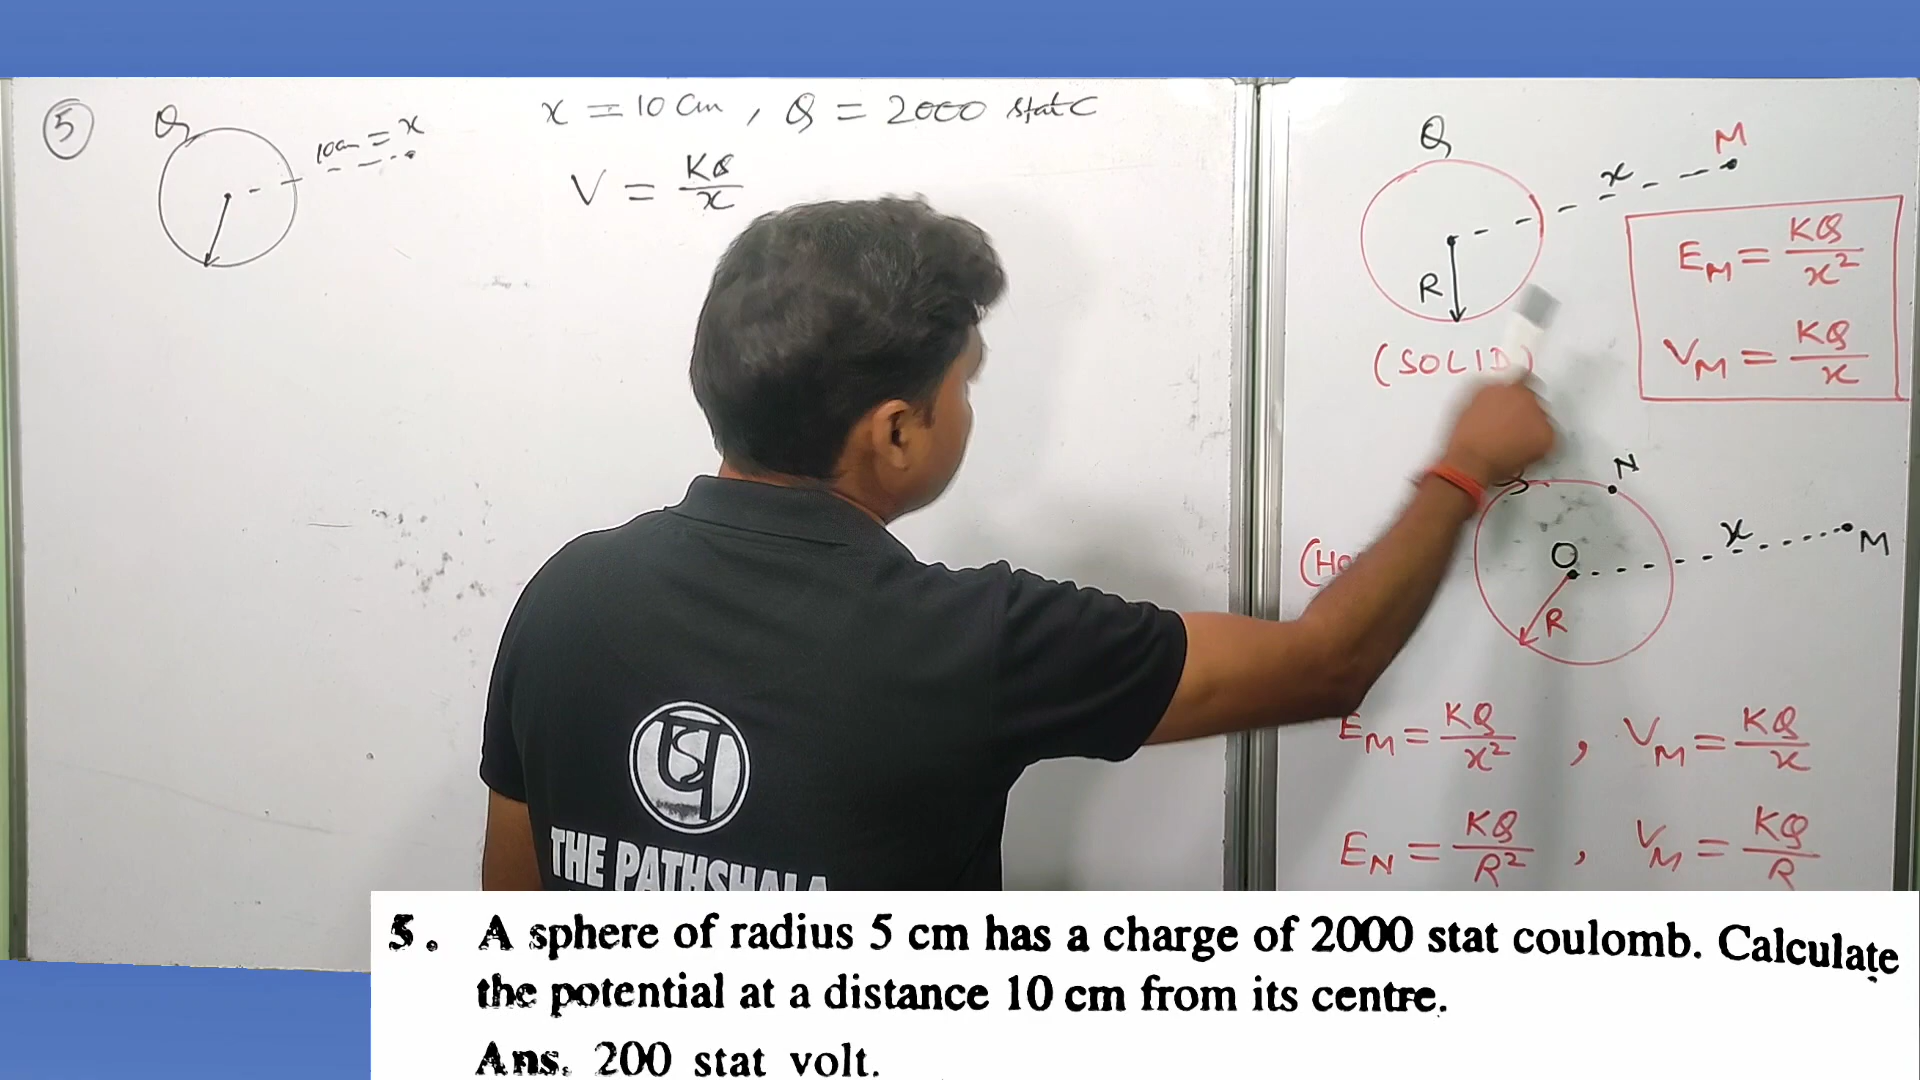 5
Q
10cm = x
x = 10 cm , Q = 2000 stat C
V = KQ/x
Q
x
M
R
(SOLID)
E_M = KQ/x²
V_M = KQ/x
N
O
x
M
R
E_M = KQ/x² , V_M = KQ/x
E_N = KQ/R² , V_M = KQ/R
प
THE PATHSHALA
5. A sphere of radius 5 cm has a charge of 2000 stat coulomb. Calculate
the potential at a distance 10 cm from its centre.
Ans. 200 stat volt.